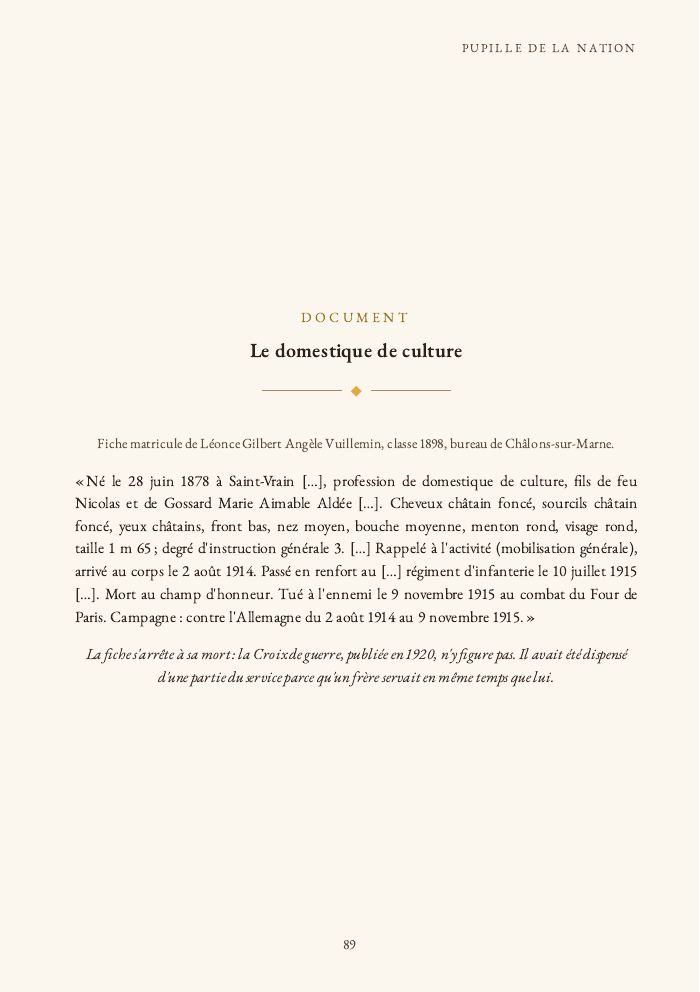 PUPILLE DE LA NATION
DOCUMENT
Le domestique de culture
Fiche matricule de Léonce Gilbert Angèle Vuillemin, classe 1898, bureau de Châlons-sur-Marne.
« Né le 28 juin 1878 à Saint-Vrain [...], profession de domestique de culture, fils de feu
Nicolas et de Gossard Marie Aimable Aldée [...]. Cheveux châtain foncé, sourcils châtain
foncé, yeux châtains, front bas, nez moyen, bouche moyenne, menton rond, visage rond,
taille 1 m 65 ; degré d'instruction générale 3. [...] Rappelé à l'activité (mobilisation générale),
arrivé au corps le 2 août 1914. Passé en renfort au [...] régiment d'infanterie le 10 juillet 1915
[...]. Mort au champ d'honneur. Tué à l'ennemi le 9 novembre 1915 au combat du Four de
Paris. Campagne : contre l'Allemagne du 2 août 1914 au 9 novembre 1915. »
La fiche s'arrête à sa mort : la Croix de guerre, publiée en 1920, n'y figure pas. Il avait été dispensé
d'une partie du service parce qu'un frère servait en même temps que lui.
89